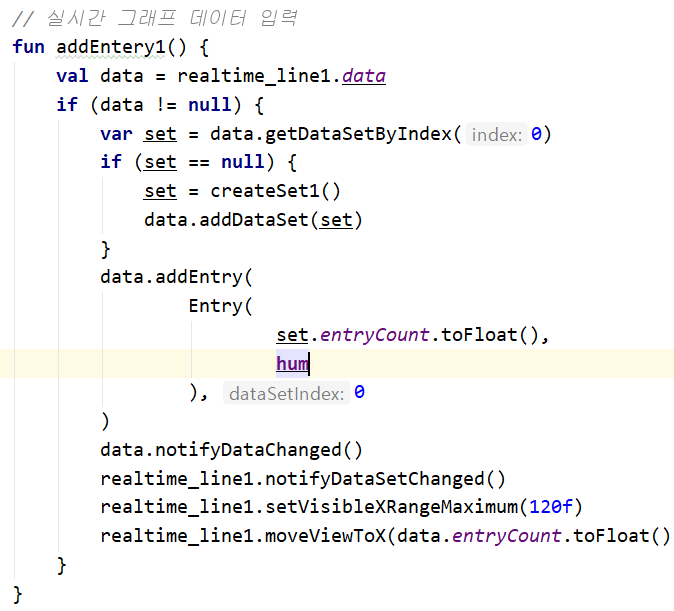 // 실시간 그래프 데이터 입력
fun addEntery1() {
    val data = realtime_line1.data
    if (data != null) {
        var set = data.getDataSetByIndex( index: 0)
        if (set == null) {
            set = createSet1()
            data.addDataSet(set)
        }
        data.addEntry(
                Entry(
                        set.entryCount.toFloat(),
                        hum
                ), dataSetIndex: 0
        )
        data.notifyDataChanged()
        realtime_line1.notifyDataSetChanged()
        realtime_line1.setVisibleXRangeMaximum(120f)
        realtime_line1.moveViewToX(data.entryCount.toFloat()
    }
}